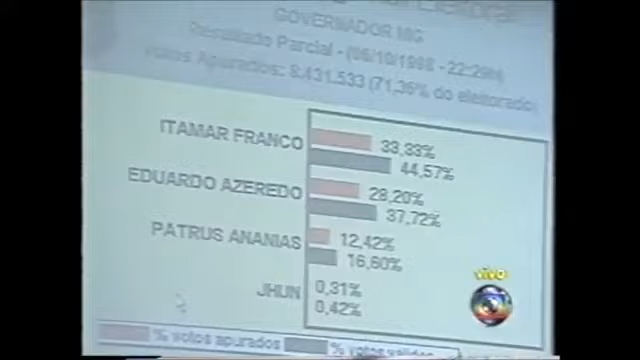 GOVERNADOR MG
Resultado Parcial - (06/10/1998 - 22:29h)
Votos Apurados: 8.431.533 (71,36% do eleitorado)
ITAMAR FRANCO 33,33%
44,57%
EDUARDO AZEREDO 28,20%
37,72%
PATRUS ANANIAS 12,42%
16,60%
JHUN 0,31%
0,42%
vivo
% votos apurados % votos válidos